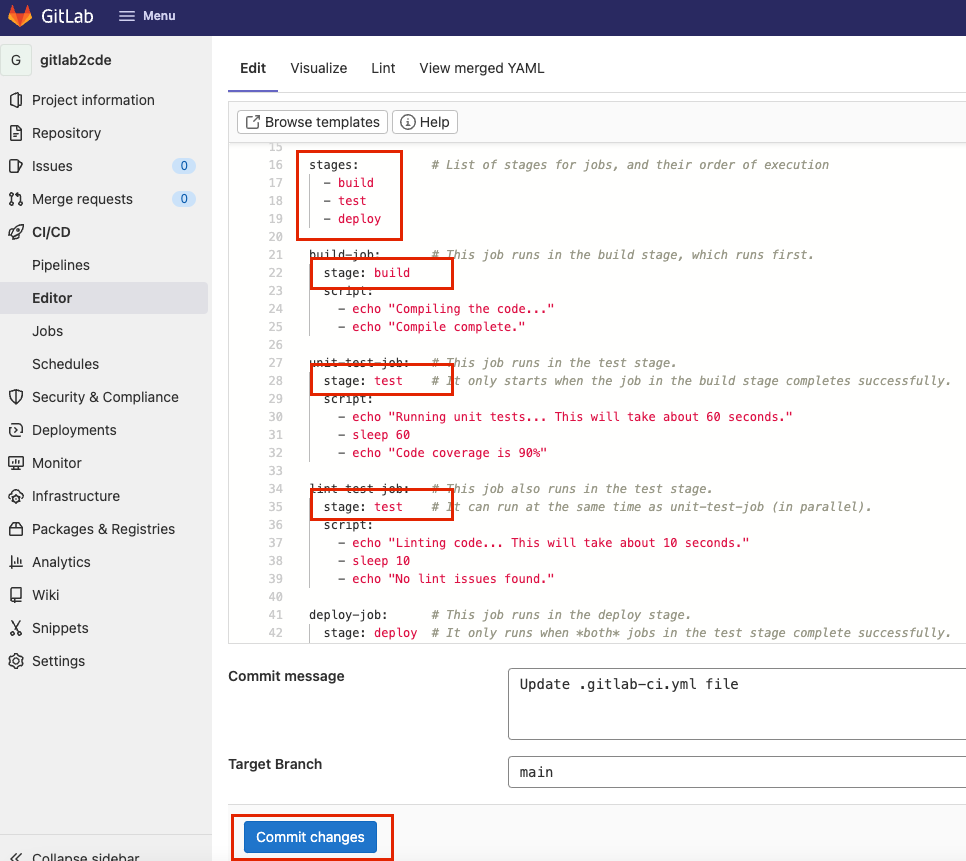 GitLab
Menu
G
gitlab2cde
Project information
Repository
Issues 0
Merge requests 0
CI/CD
Pipelines
Editor
Jobs
Schedules
Security & Compliance
Deployments
Monitor
Infrastructure
Packages & Registries
Analytics
Wiki
Snippets
Settings
Collapse sidebar
Edit Visualize Lint View merged YAML
Browse templates Help
15
16 stages: # List of stages for jobs, and their order of execution
17 - build
18 - test
19 - deploy
20
21 build-job: # This job runs in the build stage, which runs first.
22 stage: build
23 script:
24 - echo "Compiling the code..."
25 - echo "Compile complete."
26
27 unit-test-job: # This job runs in the test stage.
28 stage: test # It only starts when the job in the build stage completes successfully.
29 script:
30 - echo "Running unit tests... This will take about 60 seconds."
31 - sleep 60
32 - echo "Code coverage is 90%"
33
34 lint-test-job: # This job also runs in the test stage.
35 stage: test # It can run at the same time as unit-test-job (in parallel).
36 script:
37 - echo "Linting code... This will take about 10 seconds."
38 - sleep 10
39 - echo "No lint issues found."
40
41 deploy-job: # This job runs in the deploy stage.
42 stage: deploy # It only runs when *both* jobs in the test stage complete successfully.
Commit message
Update .gitlab-ci.yml file
Target Branch
main
Commit changes